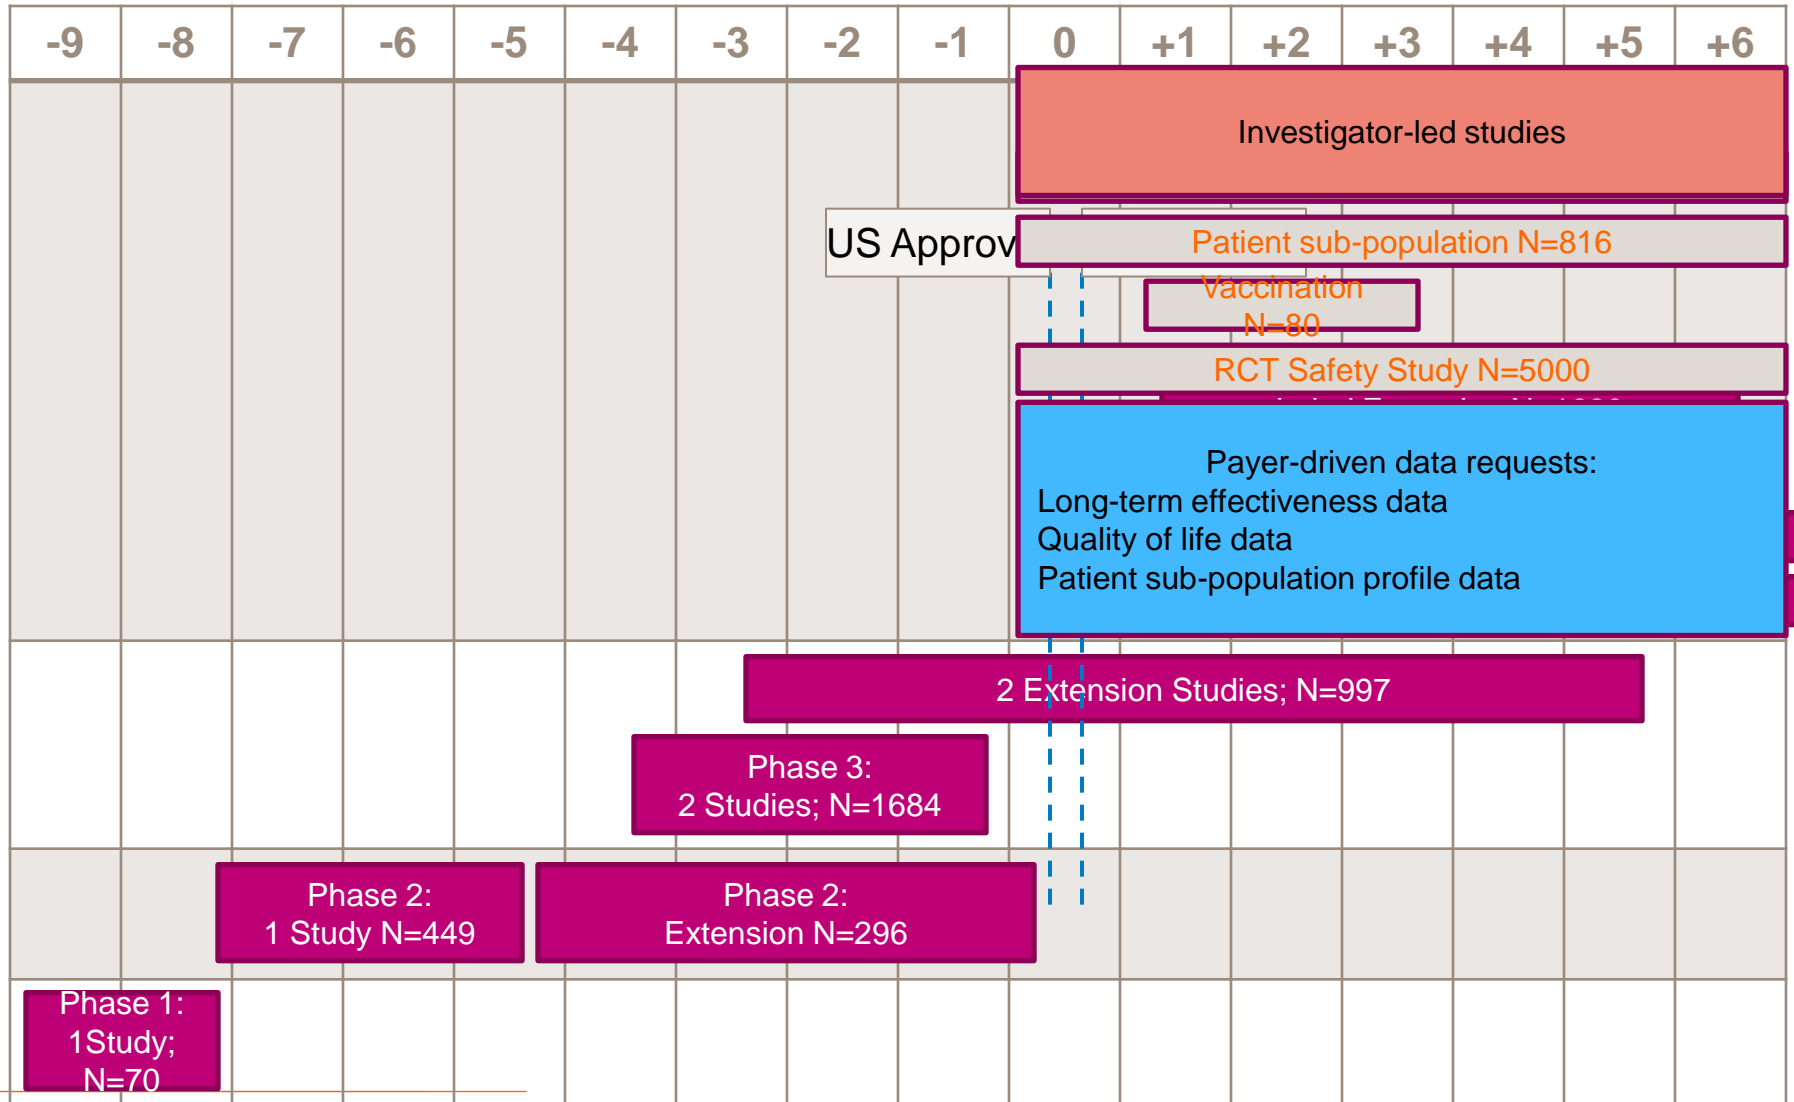 -9 -8 -7 -6 -5 -4 -3 -2 -1 0 +1 +2 +3 +4 +5 +6
Investigator-led studies
US Approv
Patient sub-population N=816
Vaccination
N=80
RCT Safety Study N=5000
Payer-driven data requests:
Long-term effectiveness data
Quality of life data
Patient sub-population profile data
2 Extension Studies; N=997
Phase 3:
2 Studies; N=1684
Phase 2:
1 Study N=449
Phase 2:
Extension N=296
Phase 1:
1Study;
N=70